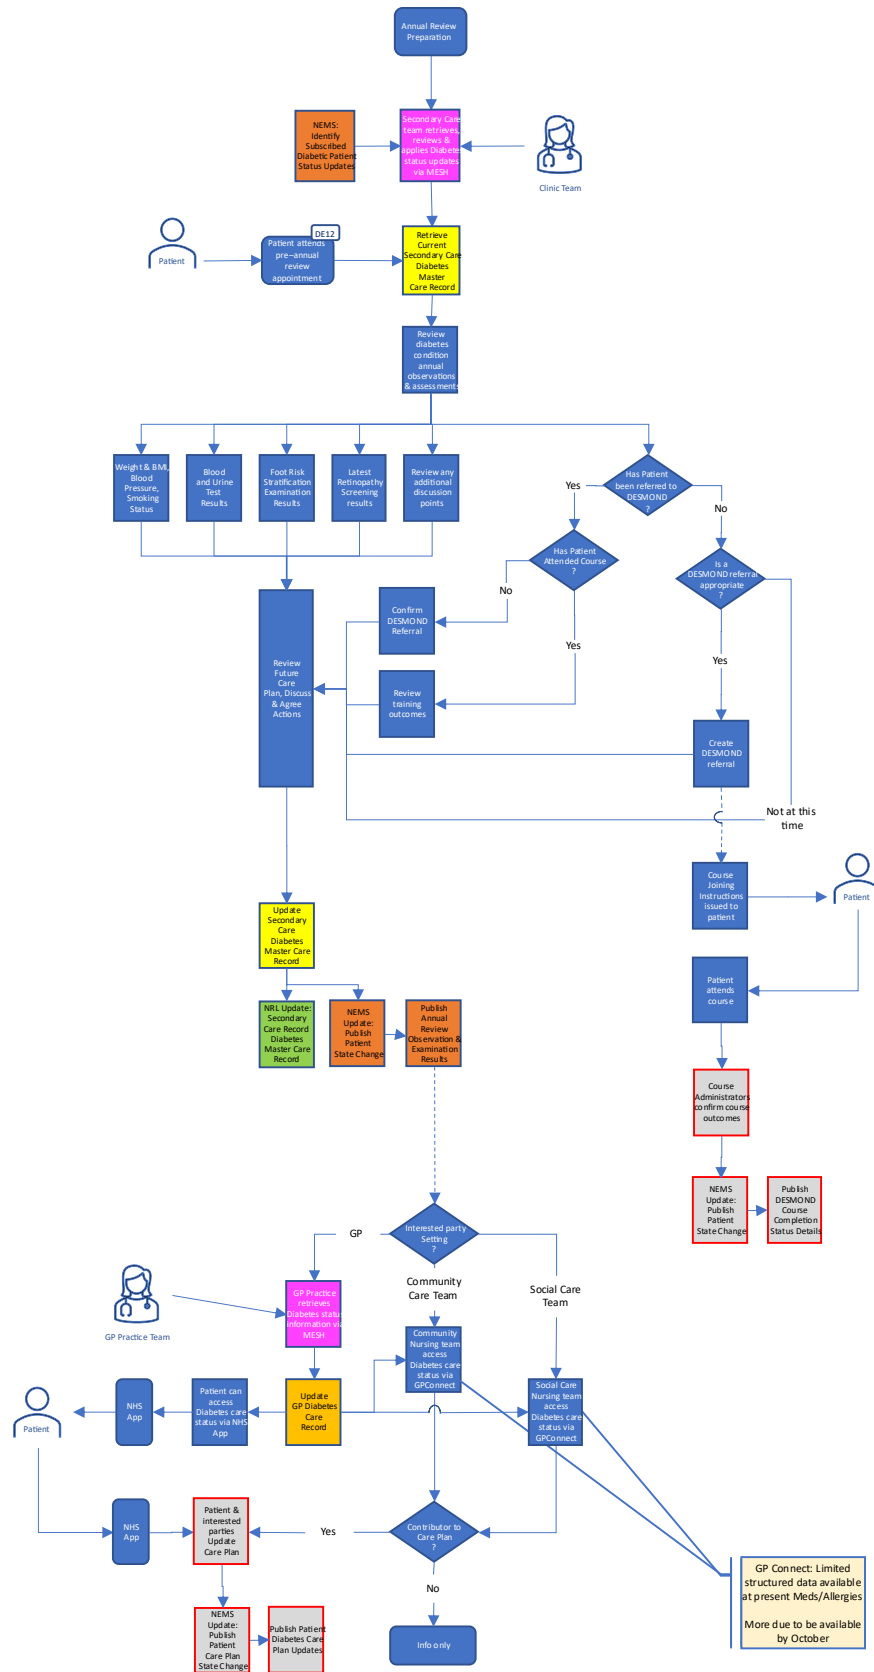 Annual Review
Preparation
NEMS:
Identify
Subscribed
Diabetic Patient
Status Updates
Secondary Care
team retrieves,
reviews &
applies Diabetes
status updates
via MESH
Clinic Team
Patient
DE12
Patient attends
pre–annual
review
appointment
Retrieve
Current
Secondary Care
Diabetes
Master
Care Record
Review
diabetes
condition
annual
observations
& assessments
Weight & BMI,
Blood
Pressure,
Smoking
Status
Blood
and Urine
Test
Results
Foot Risk
Stratification
Examination
Results
Latest
Retinopathy
Screening
results
Review any
additional
discussion
points
Has Patient
been referred to
DESMOND
?
Yes
No
Has Patient
Attended Course
?
Is a
DESMOND referral
appropriate
?
No
Yes
Yes
Confirm
DESMOND
Referral
Review
Future
Care
Plan, Discuss
& Agree
Actions
Review
training
outcomes
Create
DESMOND
referral
Not at this
time
Course
Joining
Instructions
issued to
patient
Patient
Update
Secondary
Care
Diabetes
Master Care
Record
Patient
attends
course
NRL Update:
Secondary
Care Record
Diabetes
Master Care
Record
NEMS
Update:
Publish
Patient
State Change
Publish
Annual
Review
Observation &
Examination
Results
Course
Administrators
confirm course
outcomes
NEMS
Update:
Publish
Patient
State Change
Publish
DESMOND
Course
Completion
Status Details
Interested party
Setting
?
GP
Community
Care Team
Social Care
Team
GP Practice Team
GP Practice
retrieves
Diabetes status
information via
MESH
Community
Nursing team
access
Diabetes care
status via
GPConnect
Social Care
Nursing team
access
Diabetes care
status via
GPConnect
Patient
NHS
App
Patient can
access
Diabetes care
status via NHS
App
Update
GP Diabetes
Care
Record
NHS
App
Patient &
interested
parties
Update
Care Plan
Yes
Contributor to
Care Plan
?
No
Info only
NEMS
Update:
Publish
Patient
Care Plan
State Change
Publish Patient
Diabetes Care
Plan Updates
GP Connect: Limited
structured data available
at present Meds/Allergies
More due to be available
by October